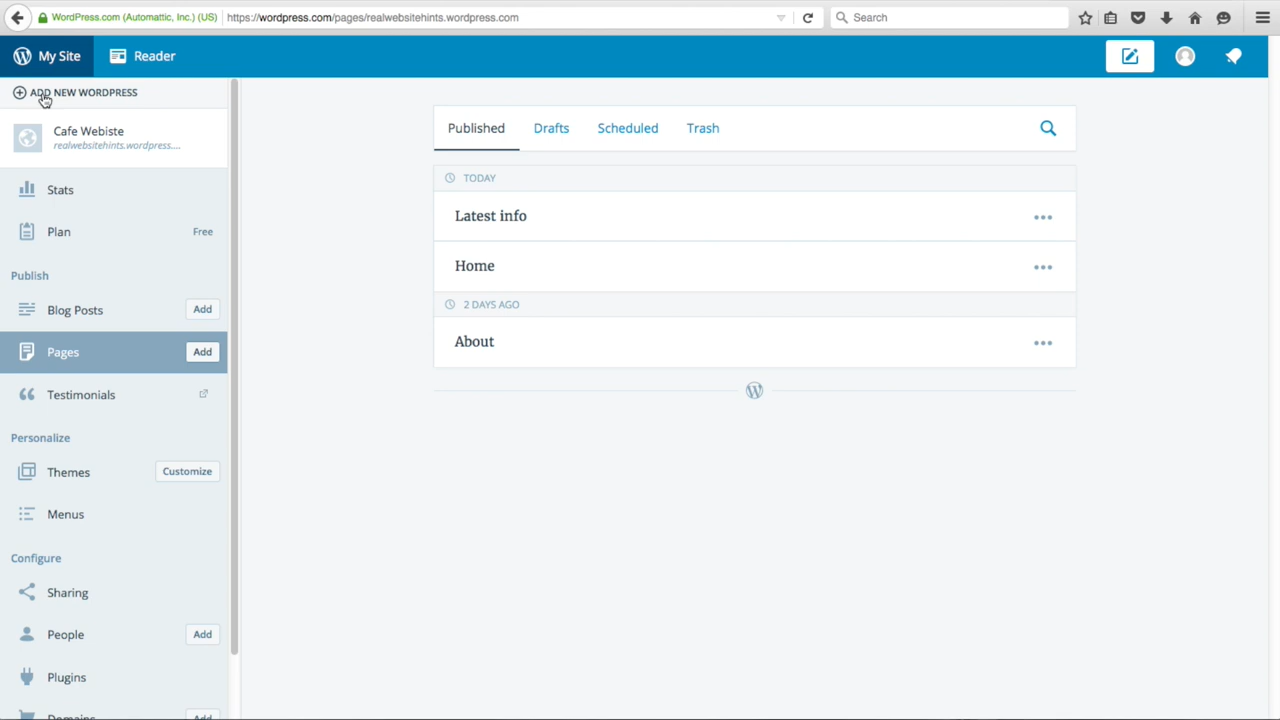 WordPress.com (Automattic, Inc.) (US)
https://wordpress.com/pages/realwebsitehints.wordpress.com
Search
My Site
Reader
ADD NEW WORDPRESS
Cafe Webiste
realwebsitehints.wordpress....
Stats
Plan
Free
Publish
Blog Posts
Add
Pages
Add
Testimonials
Personalize
Themes
Customize
Menus
Configure
Sharing
People
Add
Plugins
Domains
Add
Published
Drafts
Scheduled
Trash
TODAY
Latest info
Home
2 DAYS AGO
About